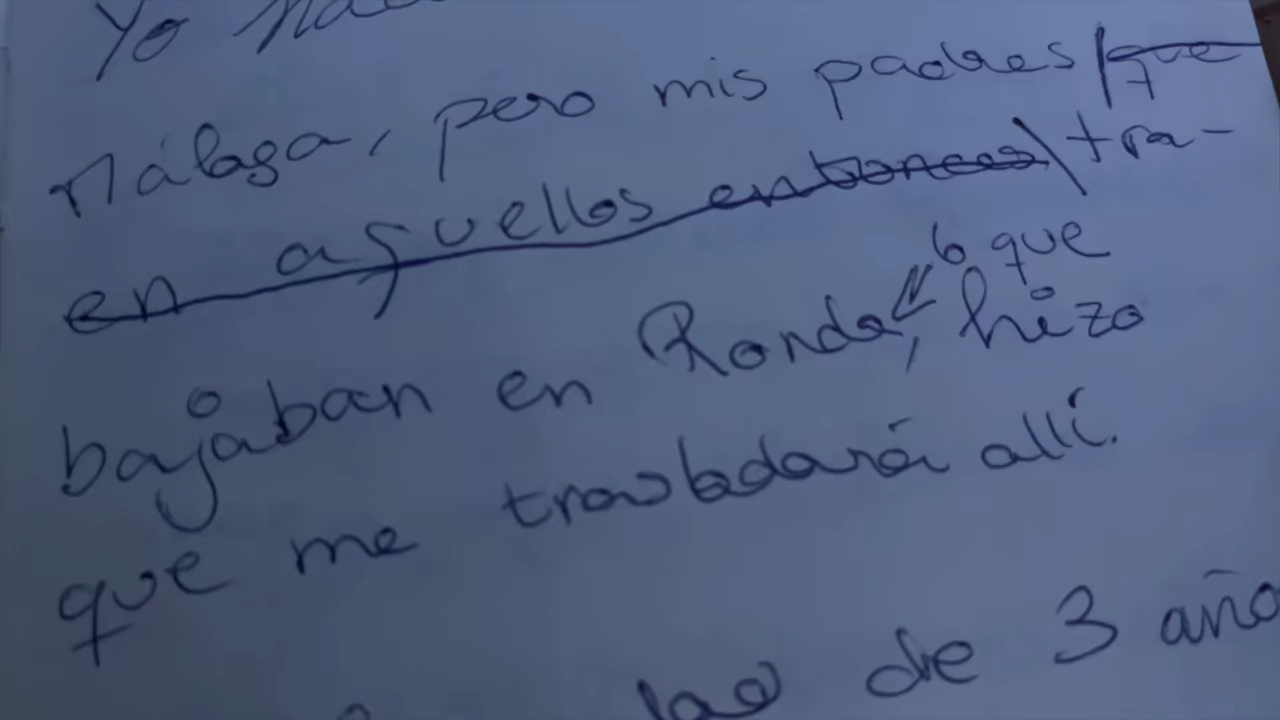 Yo
Málaga, pero mis padres que
en aquellos entonces tra-
lo que
bajaban en Ronda, hizo
que me trasladará allí.
de 3 año